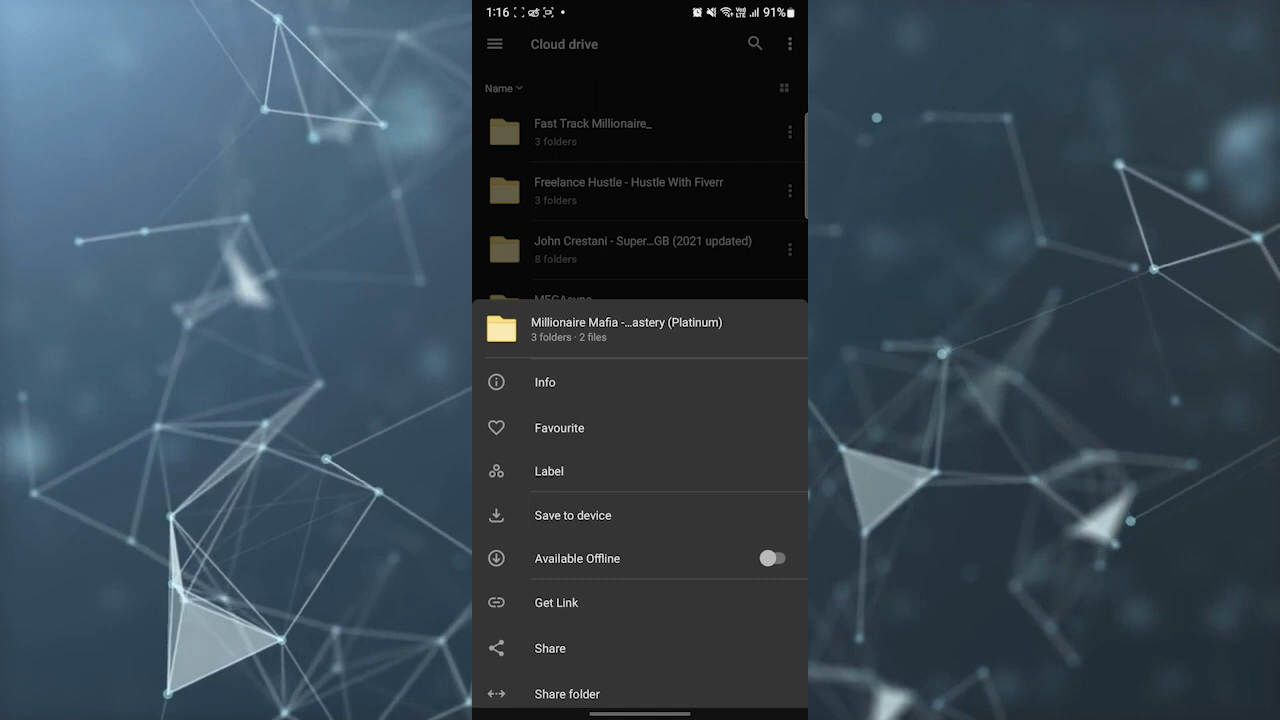 1:16 91%
Cloud drive
Name
Fast Track Millionaire_
3 folders
Freelance Hustle - Hustle With Fiverr
3 folders
John Crestani - Super...GB (2021 updated)
8 folders
MEGAsync
Millionaire Mafia -...astery (Platinum)
3 folders · 2 files
Info
Favourite
Label
Save to device
Available Offline
Get Link
Share
Share folder